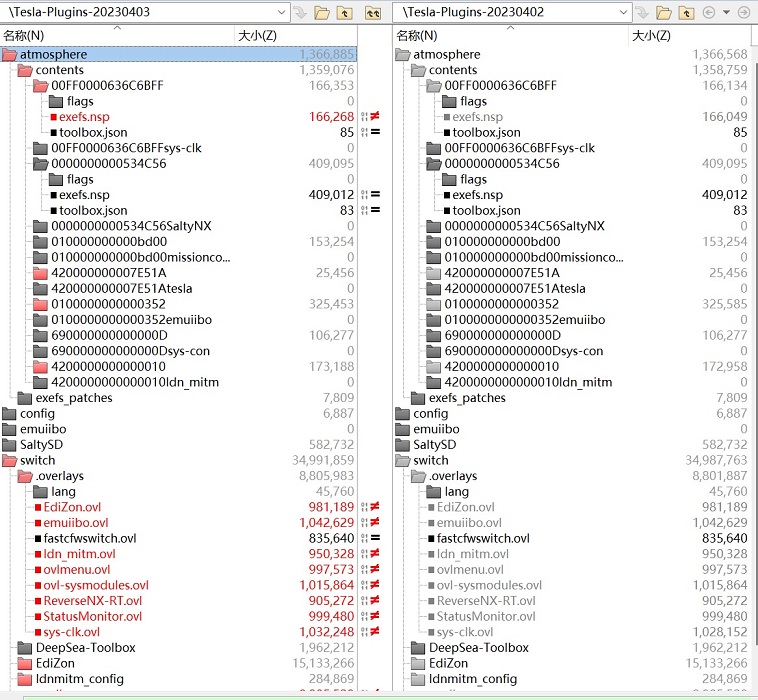 \Tesla-Plugins-20230403 \Tesla-Plugins-20230402
名称(N) 大小(Z) 名称(N) 大小(Z)
atmosphere 1,366,885 atmosphere 1,366,568
contents 1,359,076 contents 1,358,759
00FF0000636C6BFF 166,353 00FF0000636C6BFF 166,134
flags 0 flags 0
exefs.nsp 166,268 ≠ exefs.nsp 166,049
toolbox.json 85 = toolbox.json 85
00FF0000636C6BFFsys-clk 0 00FF0000636C6BFFsys-clk 0
0000000000534C56 409,095 0000000000534C56 409,095
flags 0 flags 0
exefs.nsp 409,012 = exefs.nsp 409,012
toolbox.json 83 = toolbox.json 83
0000000000534C56SaltyNX 0 0000000000534C56SaltyNX 0
010000000000bd00 153,254 010000000000bd00 153,254
010000000000bd00missionco... 0 010000000000bd00missionco... 0
420000000007E51A 25,456 420000000007E51A 25,456
420000000007E51Atesla 0 420000000007E51Atesla 0
0100000000000352 325,453 0100000000000352 325,585
0100000000000352emuiibo 0 0100000000000352emuiibo 0
690000000000000D 106,277 690000000000000D 106,277
690000000000000Dsys-con 0 690000000000000Dsys-con 0
4200000000000010 173,188 4200000000000010 172,958
4200000000000010ldn_mitm 0 4200000000000010ldn_mitm 0
exefs_patches 7,809 exefs_patches 7,809
config 6,887 config 6,887
emuiibo 0 emuiibo 0
SaltySD 582,732 SaltySD 582,732
switch 34,991,859 switch 34,987,763
.overlays 8,805,983 .overlays 8,801,887
lang 45,760 lang 45,760
EdiZon.ovl 981,189 ≠ EdiZon.ovl 981,189
emuiibo.ovl 1,042,629 ≠ emuiibo.ovl 1,042,629
fastcfwswitch.ovl 835,640 = fastcfwswitch.ovl 835,640
ldn_mitm.ovl 950,328 ≠ ldn_mitm.ovl 950,328
ovlmenu.ovl 997,573 ≠ ovlmenu.ovl 997,573
ovl-sysmodules.ovl 1,015,864 ≠ ovl-sysmodules.ovl 1,015,864
ReverseNX-RT.ovl 905,272 ≠ ReverseNX-RT.ovl 905,272
StatusMonitor.ovl 999,480 ≠ StatusMonitor.ovl 999,480
sys-clk.ovl 1,032,248 ≠ sys-clk.ovl 1,028,152
DeepSea-Toolbox 1,962,212 DeepSea-Toolbox 1,962,212
EdiZon 15,133,266 EdiZon 15,133,266
ldnmitm_config 284,869 ldnmitm_config 284,869